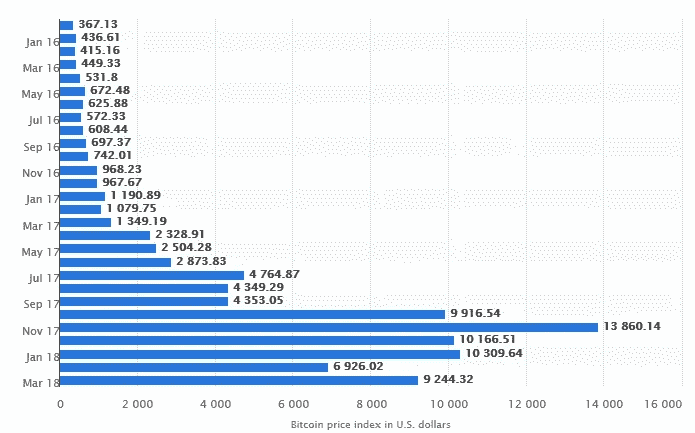 367.13
Jan 16 436.61
415.16
Mar 16 449.33
531.8
May 16 672.48
625.88
Jul 16 572.33
608.44
Sep 16 697.37
742.01
Nov 16 968.23
967.67
Jan 17 1 190.89
1 079.75
Mar 17 1 349.19
2 328.91
May 17 2 504.28
2 873.83
Jul 17 4 764.87
4 349.29
Sep 17 4 353.05
9 916.54
Nov 17 13 860.14
10 166.51
Jan 18 10 309.64
6 926.02
Mar 18 9 244.32
0 2 000 4 000 6 000 8 000 10 000 12 000 14 000 16 000
Bitcoin price index in U.S. dollars